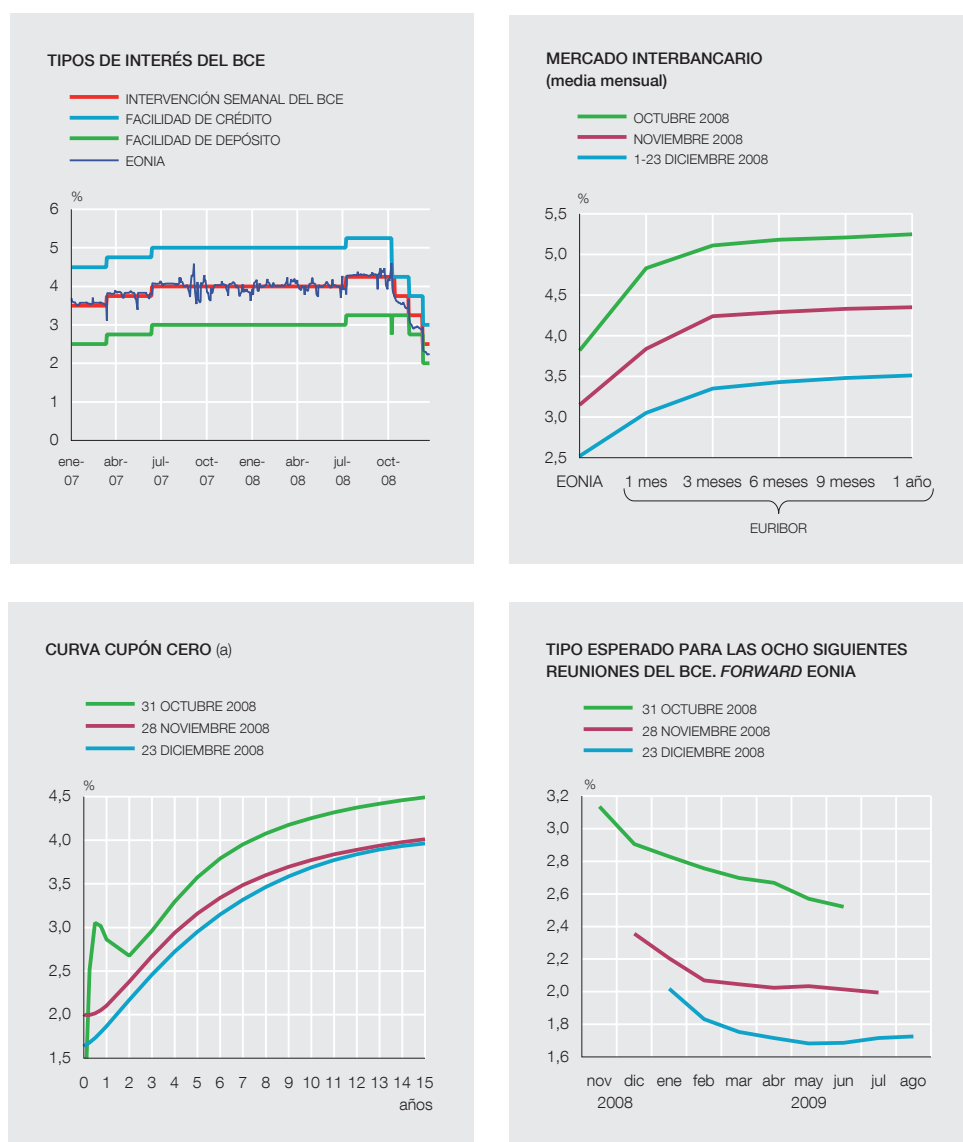 TIPOS DE INTERÉS DEL BCE
INTERVENCIÓN SEMANAL DEL BCE
FACILIDAD DE CRÉDITO
FACILIDAD DE DEPÓSITO
EONIA
%
6
5
4
3
2
1
0
ene- abr- jul- oct- ene- abr- jul- oct-
07 07 07 07 08 08 08 08
MERCADO INTERBANCARIO
(media mensual)
OCTUBRE 2008
NOVIEMBRE 2008
1-23 DICIEMBRE 2008
%
5,5
5,0
4,5
4,0
3,5
3,0
2,5
EONIA 1 mes 3 meses 6 meses 9 meses 1 año
EURIBOR
CURVA CUPÓN CERO (a)
31 OCTUBRE 2008
28 NOVIEMBRE 2008
23 DICIEMBRE 2008
%
4,5
4,0
3,5
3,0
2,5
2,0
1,5
0 1 2 3 4 5 6 7 8 9 10 11 12 13 14 15
años
TIPO ESPERADO PARA LAS OCHO SIGUIENTES
REUNIONES DEL BCE. FORWARD EONIA
31 OCTUBRE 2008
28 NOVIEMBRE 2008
23 DICIEMBRE 2008
%
3,2
3,0
2,8
2,6
2,4
2,2
2,0
1,8
1,6
nov dic ene feb mar abr may jun jul ago
2008 2009